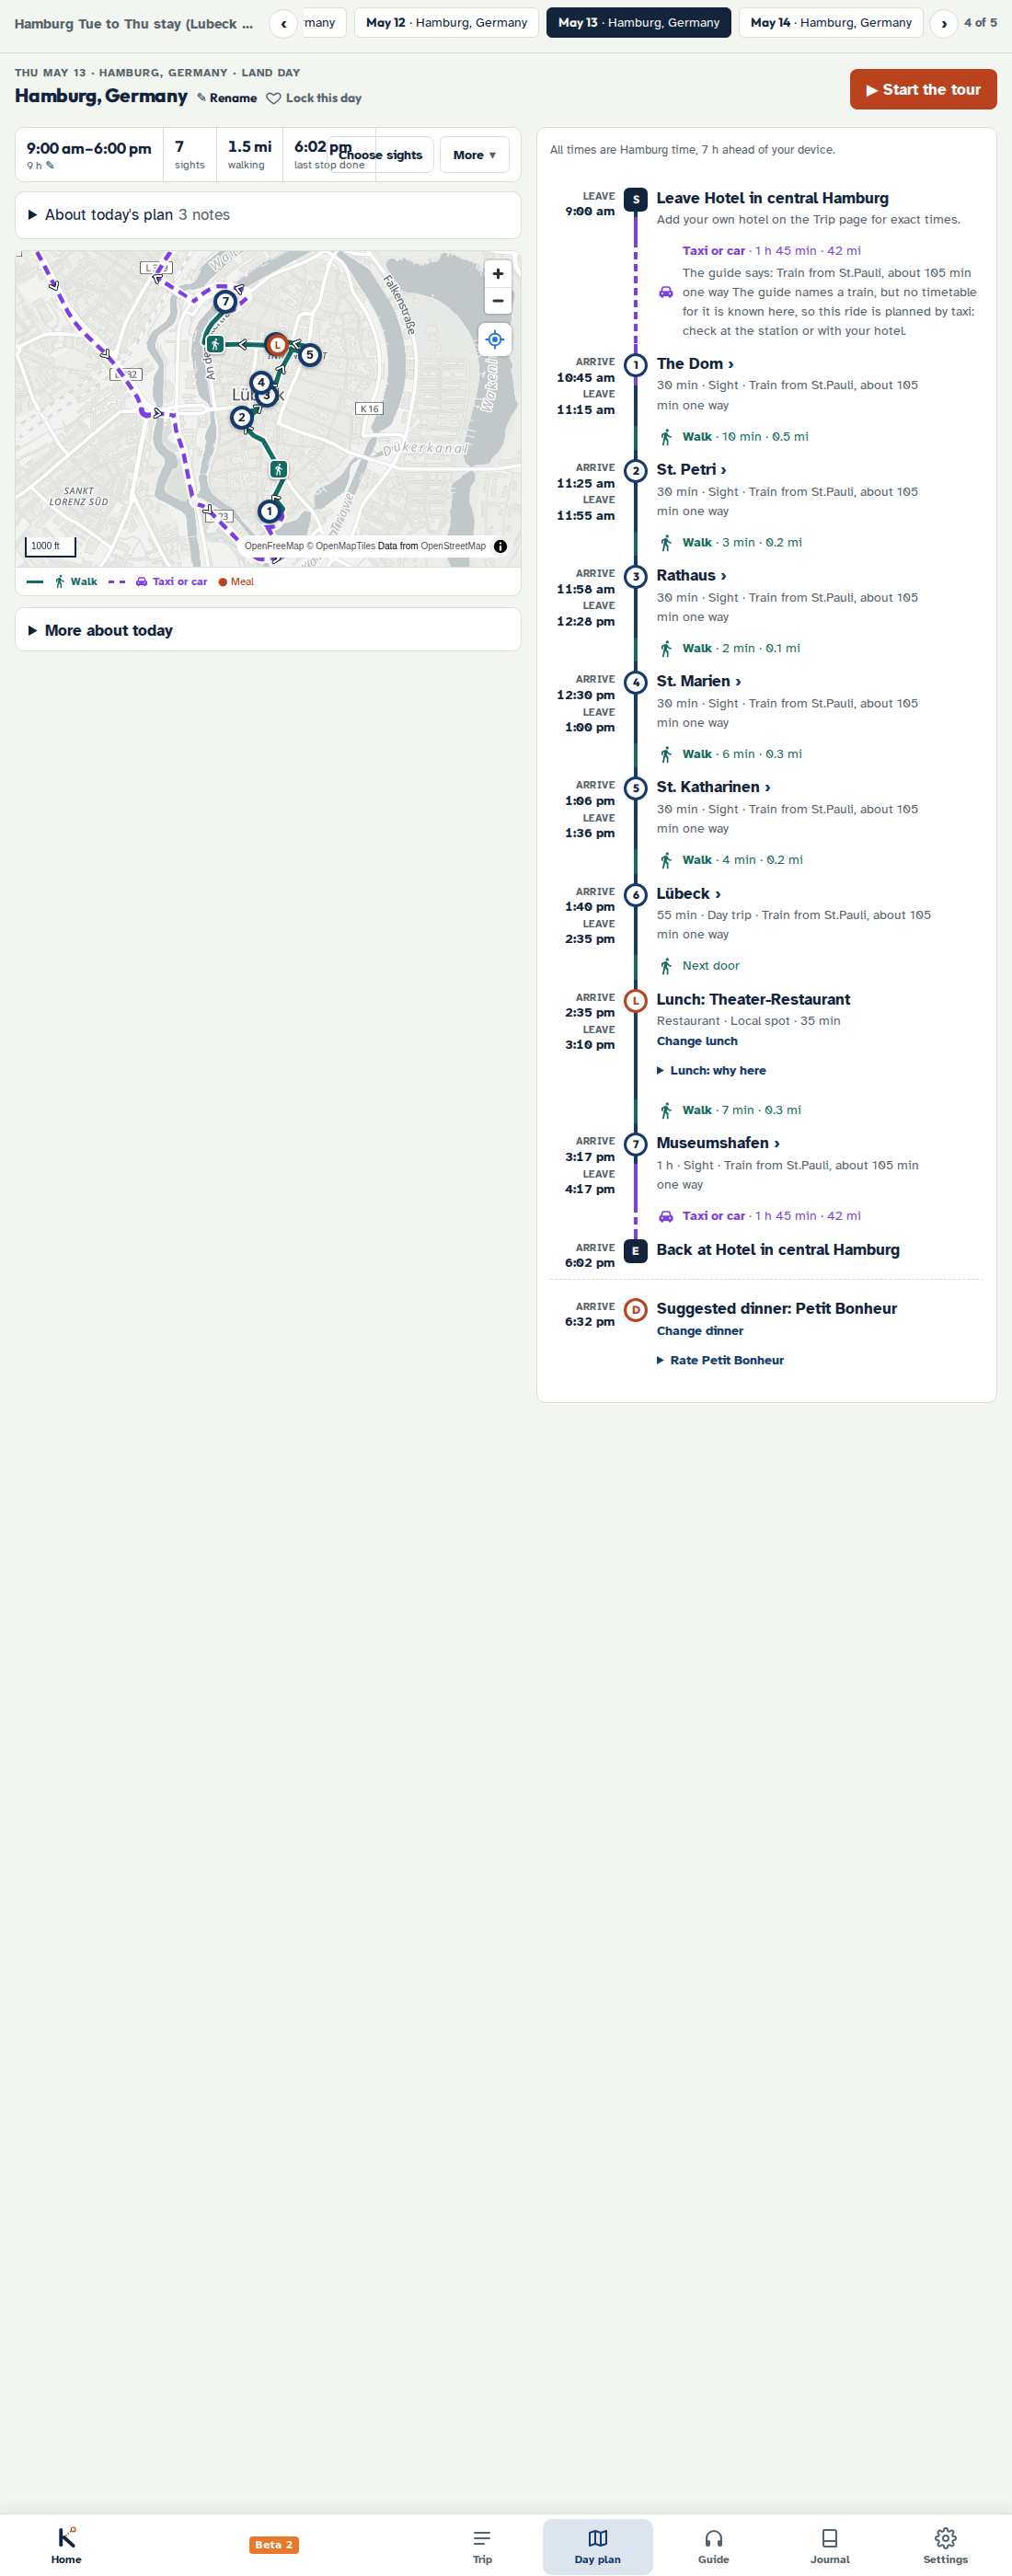 Hamburg Tue to Thu stay (Lubeck ...
‹
many
May 12 · Hamburg, Germany
May 13 · Hamburg, Germany
May 14 · Hamburg, Germany
›
4 of 5
THU MAY 13 · HAMBURG, GERMANY · LAND DAY
Hamburg, Germany
✎ Rename
Lock this day
▶ Start the tour
9:00 am–6:00 pm
9 h ✎
7
sights
1.5 mi
walking
6:02 pm
last stop done
Choose sights
More ▾
▶ About today's plan 3 notes
Falkenstraße
K 16
Dükerkanal
SANKT
LORENZ SÜD
7
L
5
4
3
2
1
+
−
1000 ft
OpenFreeMap © OpenMapTiles Data from OpenStreetMap
Walk
Taxi or car
Meal
▶ More about today
All times are Hamburg time, 7 h ahead of your device.
LEAVE
9:00 am
S
Leave Hotel in central Hamburg
Add your own hotel on the Trip page for exact times.
Taxi or car · 1 h 45 min · 42 mi
The guide says: Train from St.Pauli, about 105 min
one way The guide names a train, but no timetable
for it is known here, so this ride is planned by taxi:
check at the station or with your hotel.
ARRIVE
10:45 am
LEAVE
11:15 am
1
The Dom ›
30 min · Sight · Train from St.Pauli, about 105
min one way
Walk · 10 min · 0.5 mi
ARRIVE
11:25 am
LEAVE
11:55 am
2
St. Petri ›
30 min · Sight · Train from St.Pauli, about 105
min one way
Walk · 3 min · 0.2 mi
ARRIVE
11:58 am
LEAVE
12:28 pm
3
Rathaus ›
30 min · Sight · Train from St.Pauli, about 105
min one way
Walk · 2 min · 0.1 mi
ARRIVE
12:30 pm
LEAVE
1:00 pm
4
St. Marien ›
30 min · Sight · Train from St.Pauli, about 105
min one way
Walk · 6 min · 0.3 mi
ARRIVE
1:06 pm
LEAVE
1:36 pm
5
St. Katharinen ›
30 min · Sight · Train from St.Pauli, about 105
min one way
Walk · 4 min · 0.2 mi
ARRIVE
1:40 pm
LEAVE
2:35 pm
6
Lübeck ›
55 min · Day trip · Train from St.Pauli, about 105
min one way
Next door
ARRIVE
2:35 pm
LEAVE
3:10 pm
L
Lunch: Theater-Restaurant
Restaurant · Local spot · 35 min
Change lunch
▶ Lunch: why here
Walk · 7 min · 0.3 mi
ARRIVE
3:17 pm
LEAVE
4:17 pm
7
Museumshafen ›
1 h · Sight · Train from St.Pauli, about 105 min
one way
Taxi or car · 1 h 45 min · 42 mi
ARRIVE
6:02 pm
E
Back at Hotel in central Hamburg
ARRIVE
6:32 pm
D
Suggested dinner: Petit Bonheur
Change dinner
▶ Rate Petit Bonheur
Home
Beta 2
Trip
Day plan
Guide
Journal
Settings